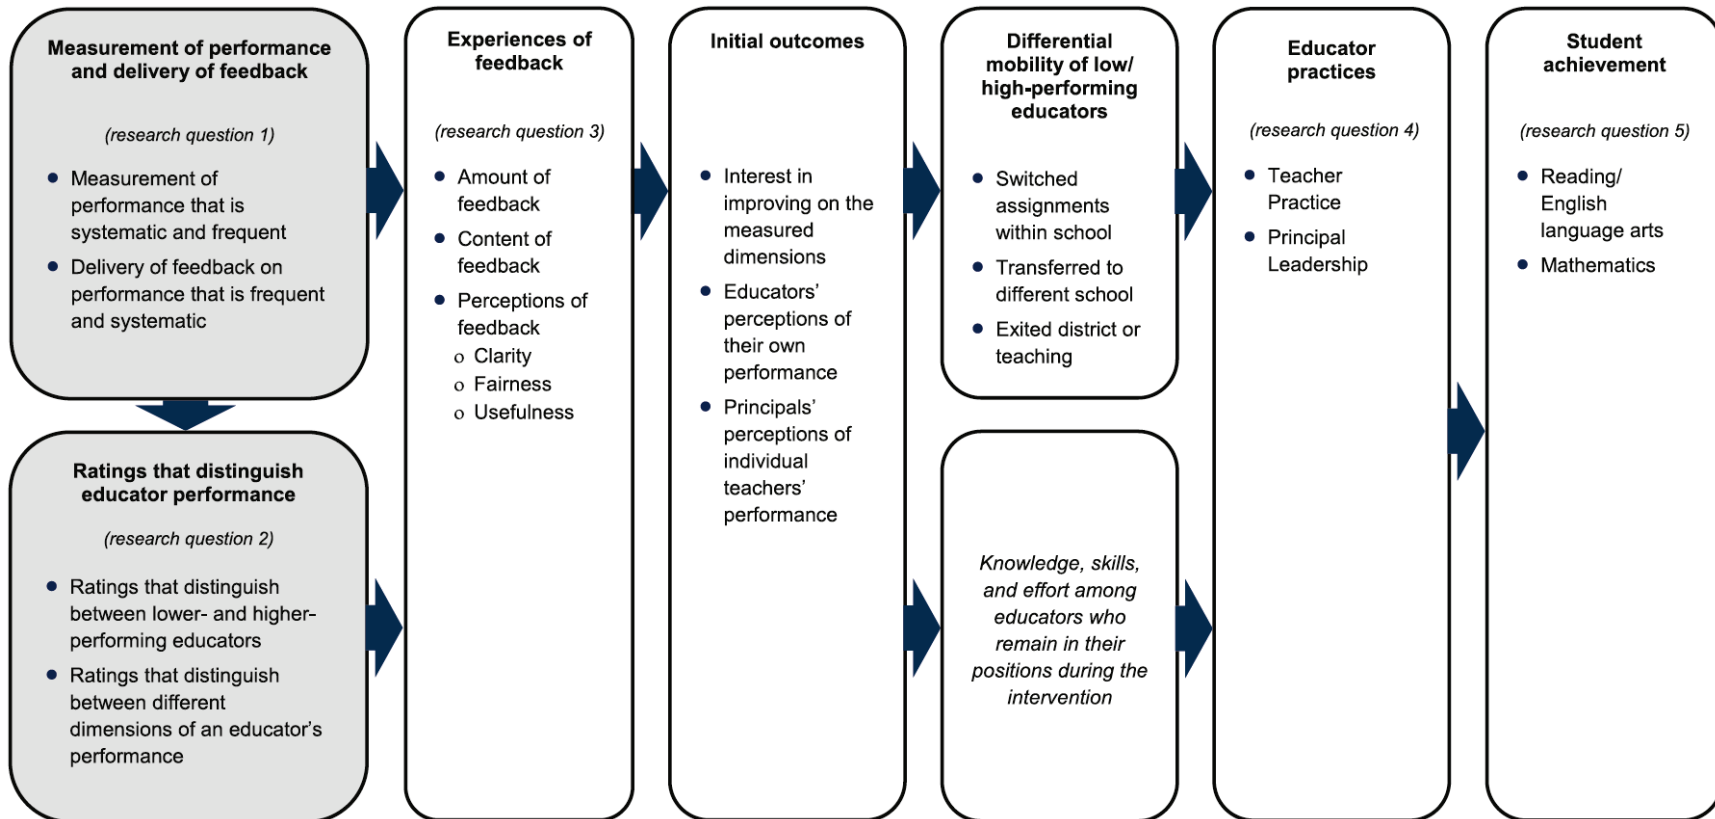 Measurement of performance
and delivery of feedback
(research question 1)
• Measurement of
performance that is
systematic and frequent
• Delivery of feedback on
performance that is frequent
and systematic
Ratings that distinguish
educator performance
(research question 2)
• Ratings that distinguish
between lower- and higher-
performing educators
• Ratings that distinguish
between different
dimensions of an educator’s
performance
Experiences of
feedback
(research question 3)
• Amount of
feedback
• Content of
feedback
• Perceptions of
feedback
o Clarity
o Fairness
o Usefulness
Initial outcomes
• Interest in
improving on the
measured
dimensions
• Educators’
perceptions of
their own
performance
• Principals’
perceptions of
individual
teachers’
performance
Differential
mobility of low/
high-performing
educators
• Switched
assignments
within school
• Transferred to
different school
• Exited district or
teaching
Knowledge, skills,
and effort among
educators who
remain in their
positions during the
intervention
Educator
practices
(research question 4)
• Teacher
Practice
• Principal
Leadership
Student
achievement
(research question 5)
• Reading/
English
language arts
• Mathematics